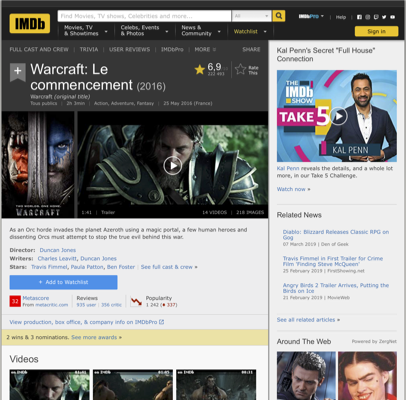 IMDb
Find Movies, TV shows, Celebrities and more...
All
IMDbPro
Help
Movies, TV & Showtimes
Celebs, Events & Photos
News & Community
Watchlist
Sign in
FULL CAST AND CREW | TRIVIA | USER REVIEWS | IMDbPro | MORE
SHARE
Warcraft: Le commencement (2016)
Warcraft (original title)
Tous publics | 2h 3min | Action, Adventure, Fantasy | 25 May 2016 (France)
6,9
Rate This
WARCRAFT
1:41 | Trailer
14 VIDEOS | 218 IMAGES
As an Orc horde invades the planet Azeroth using a magic portal, a few human heroes and
dissenting Orcs must attempt to stop the true evil behind this war.
Director: Duncan Jones
Writers: Charles Leavitt, Duncan Jones
Stars: Travis Fimmel, Paula Patton, Ben Foster | See full cast & crew »
+ Add to Watchlist
32
Metascore
From metacritic.com
Reviews
935 user | 356 critic
Popularity
1 242 (337)
View production, box office, & company info on IMDbPro
2 wins & 3 nominations. See more awards »
Videos
Kal Penn's Secret "Full House"
Connection
THE IMDb SHOW
TAKE 5
KAL PENN
Kal Penn reveals the details, and a whole lot
more, in our Take 5 Challenge.
Watch now »
Related News
Diablo: Blizzard Releases Classic RPG on
Gog
07 March 2019 | Den of Geek
Travis Fimmel in First Trailer for Crime
Film 'Finding Steve McQueen'
25 February 2019 | FirstShowing.net
Angry Birds 2 Trailer Arrives, Putting the
Birds on Ice
21 February 2019 | MovieWeb
See all related articles »
Around The Web
Powered by ZergNet